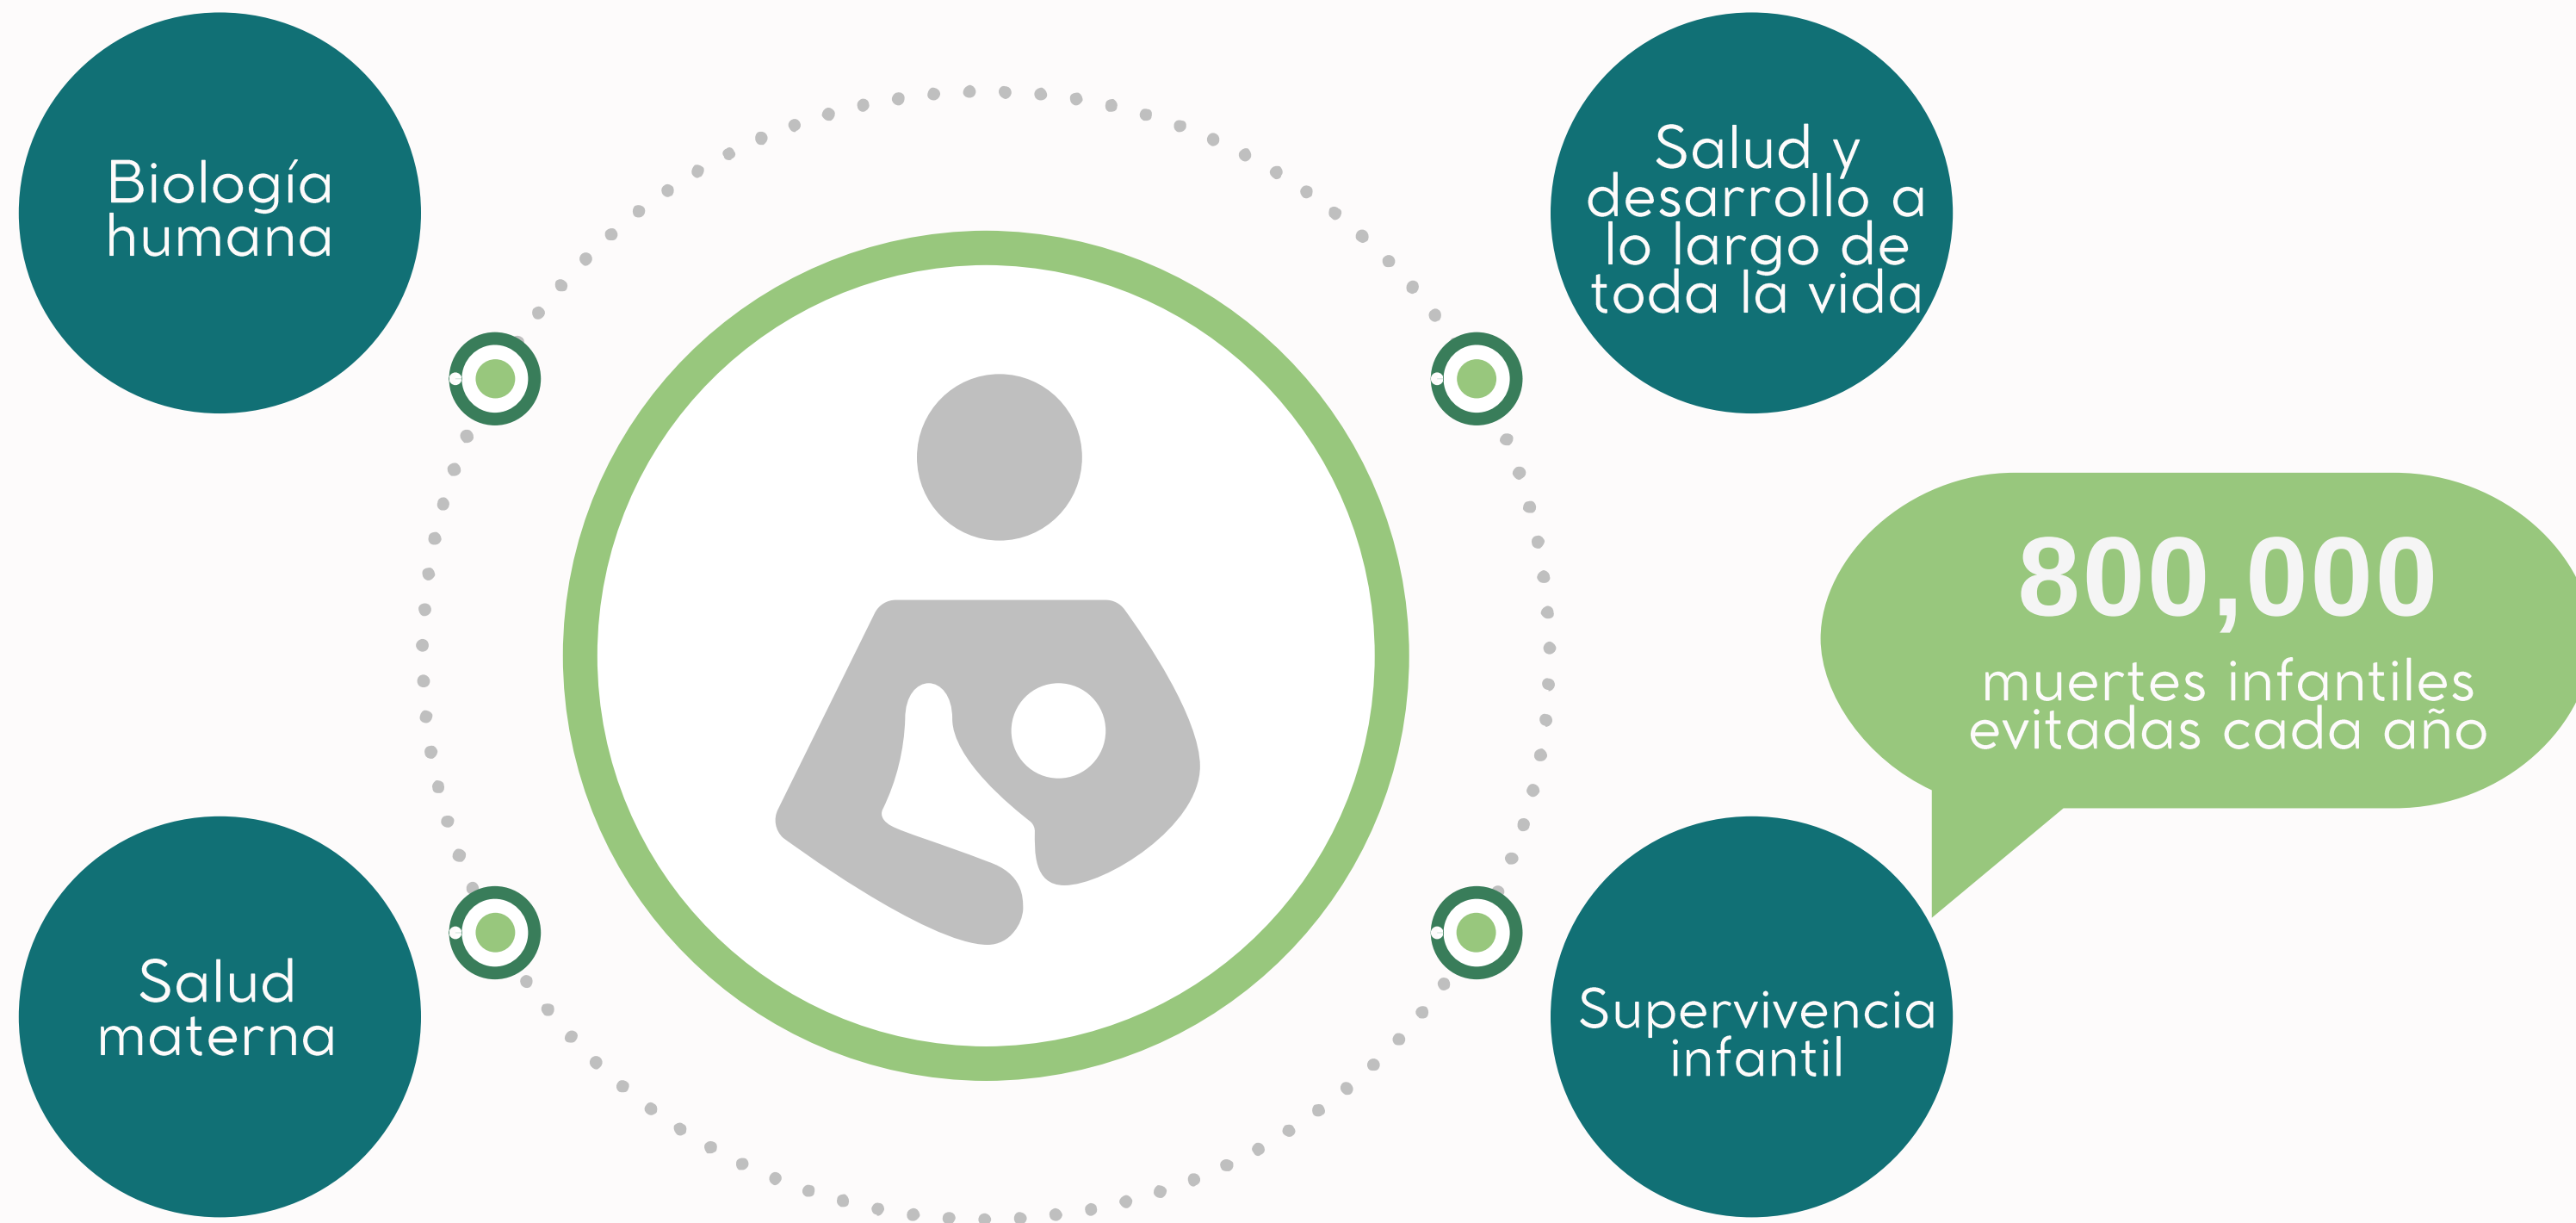 Biología
humana
Salud y
desarrollo a
lo largo de
toda la vida
800,000
muertes infantiles
evitadas cada año
Salud
materna
Supervivencia
infantil